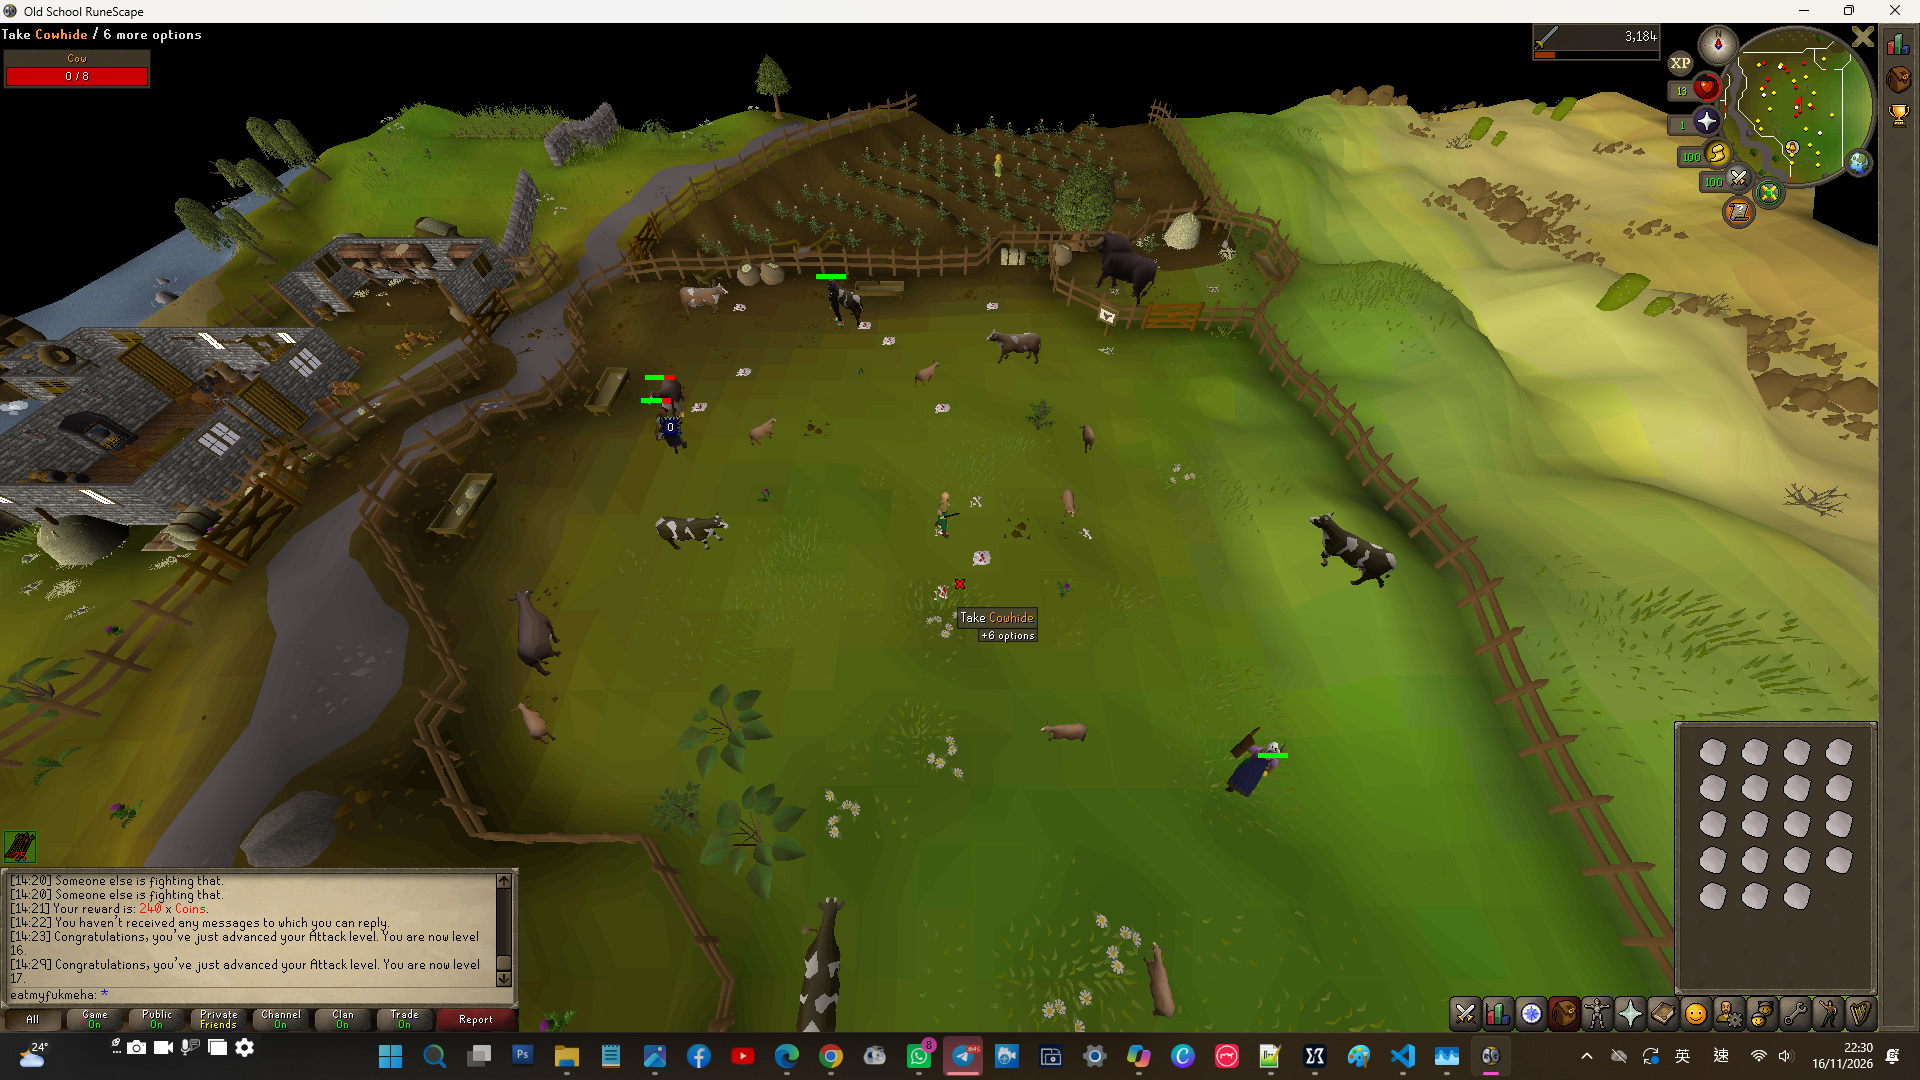 Old School RuneScape
Take Cowhide / 6 more options
Cow
0 / 8
3,184
N
XP
13
1
100
100
0
Take Cowhide
+6 options
[14:20] Someone else is fighting that.
[14:20] Someone else is fighting that.
[14:21] Your reward is: 240 x Coins.
[14:22] You haven't received any messages to which you can reply.
[14:23] Congratulations, you've just advanced your Attack level. You are now level
16.
[14:29] Congratulations, you've just advanced your Attack level. You are now level
17.
eatmyfukmeha: *
All
Game
On
Public
On
Private
Friends
Channel
On
Clan
On
Trade
On
Report
24°
Ps
8
英
速
22:30
16/11/2026